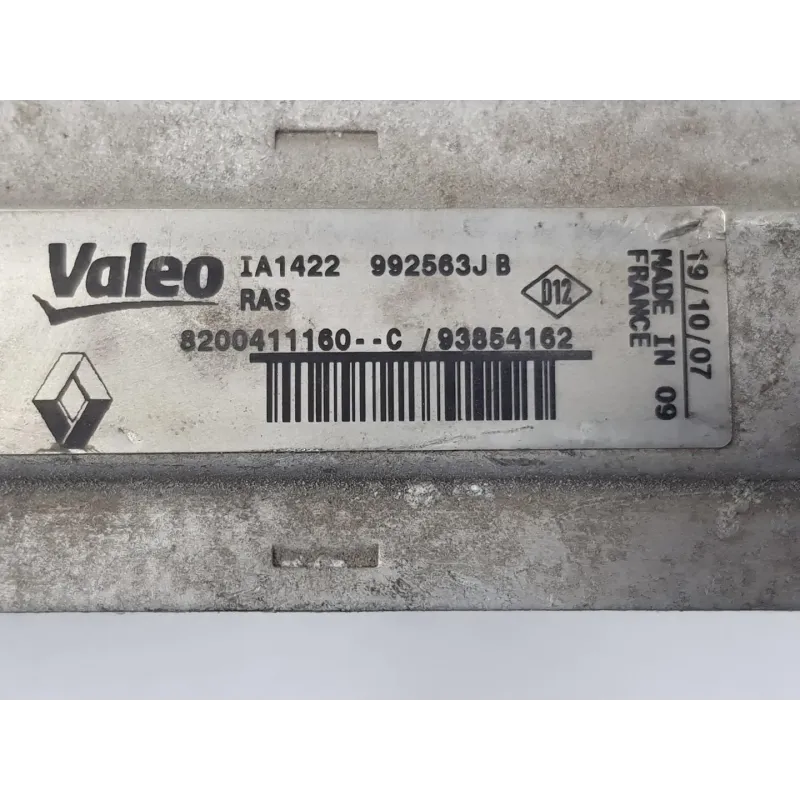 Valeo
IA1422 992563J B
RAS
D12
8200411160--C /93854162
19/10/07
MADE IN 09
FRANCE